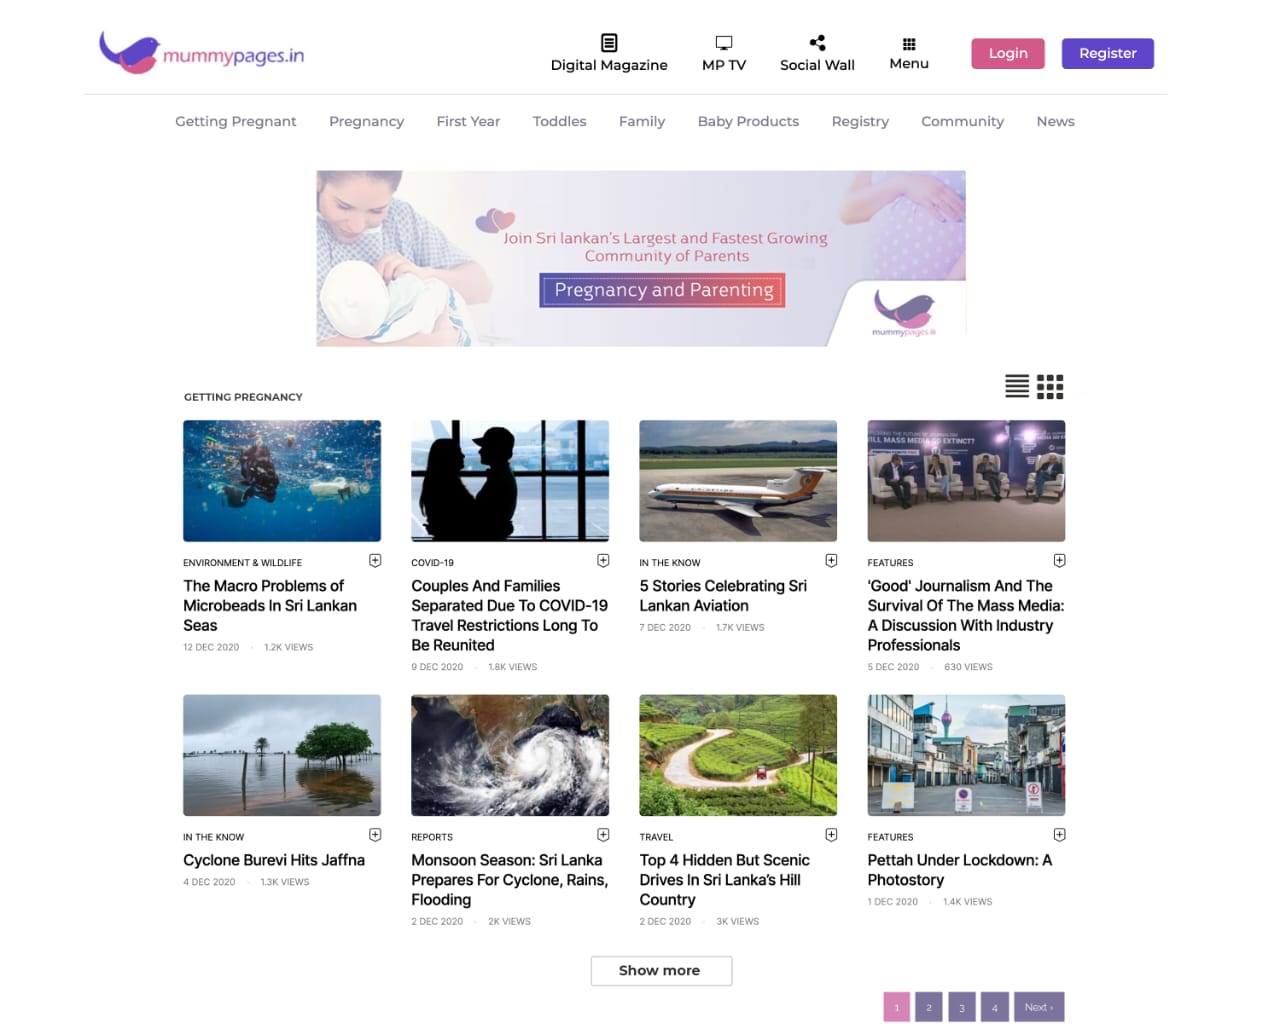 mummypages.in
Digital Magazine
MP TV
Social Wall
Menu
Login
Register
Getting Pregnant
Pregnancy
First Year
Toddles
Family
Baby Products
Registry
Community
News
Join Sri lankan's Largest and Fastest Growing
Community of Parents
Pregnancy and Parenting
mummypages.lk
GETTING PREGNANCY
ENVIRONMENT & WILDLIFE
The Macro Problems of
Microbeads In Sri Lankan
Seas
12 DEC 2020 · 1.2K VIEWS
COVID-19
Couples And Families
Separated Due To COVID-19
Travel Restrictions Long To
Be Reunited
9 DEC 2020 · 1.8K VIEWS
IN THE KNOW
5 Stories Celebrating Sri
Lankan Aviation
7 DEC 2020 · 1.7K VIEWS
WILL MASS MEDIA GO EXTINCT?
FEATURES
'Good' Journalism And The
Survival Of The Mass Media:
A Discussion With Industry
Professionals
5 DEC 2020 · 630 VIEWS
IN THE KNOW
Cyclone Burevi Hits Jaffna
4 DEC 2020 · 1.3K VIEWS
REPORTS
Monsoon Season: Sri Lanka
Prepares For Cyclone, Rains,
Flooding
2 DEC 2020 · 2K VIEWS
TRAVEL
Top 4 Hidden But Scenic
Drives In Sri Lanka's Hill
Country
2 DEC 2020 · 3K VIEWS
FEATURES
Pettah Under Lockdown: A
Photostory
1 DEC 2020 · 1.4K VIEWS
Show more
1 2 3 4 Next ›